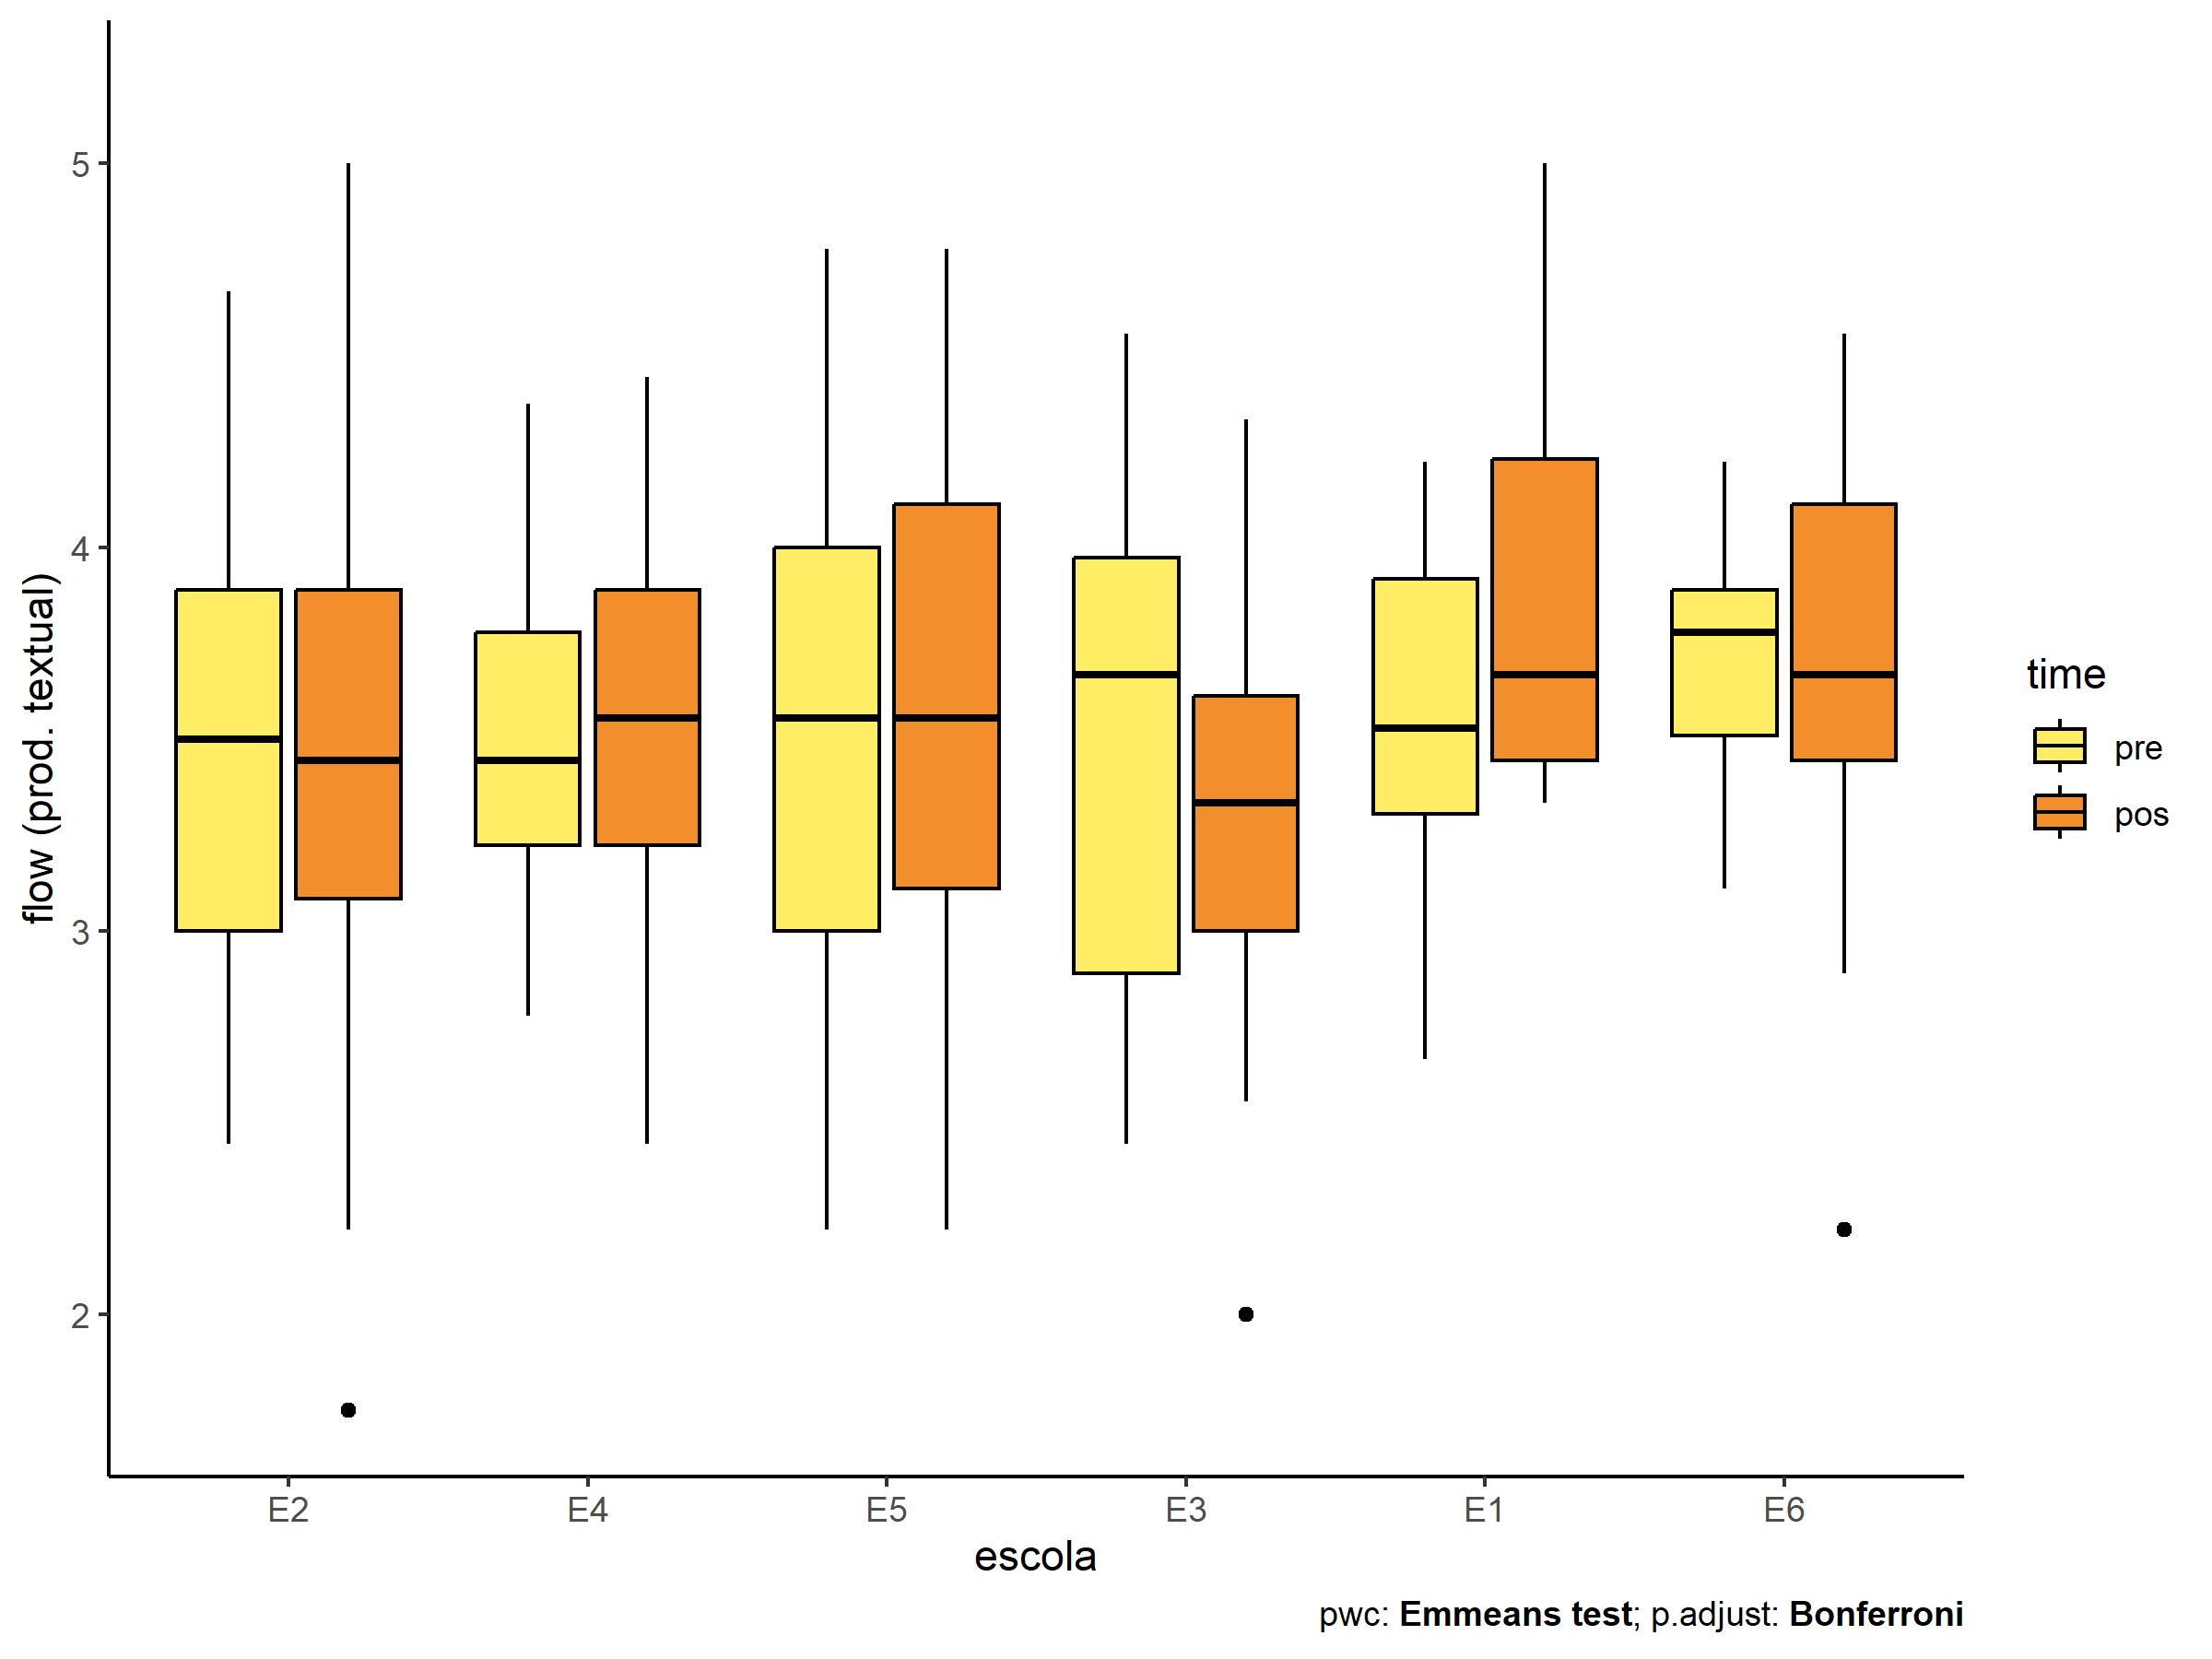 flow (prod. textual)
5
4
3
2
E2 E4 E5 E3 E1 E6
escola
time
pre
pos
pwc: Emmeans test; p.adjust: Bonferroni